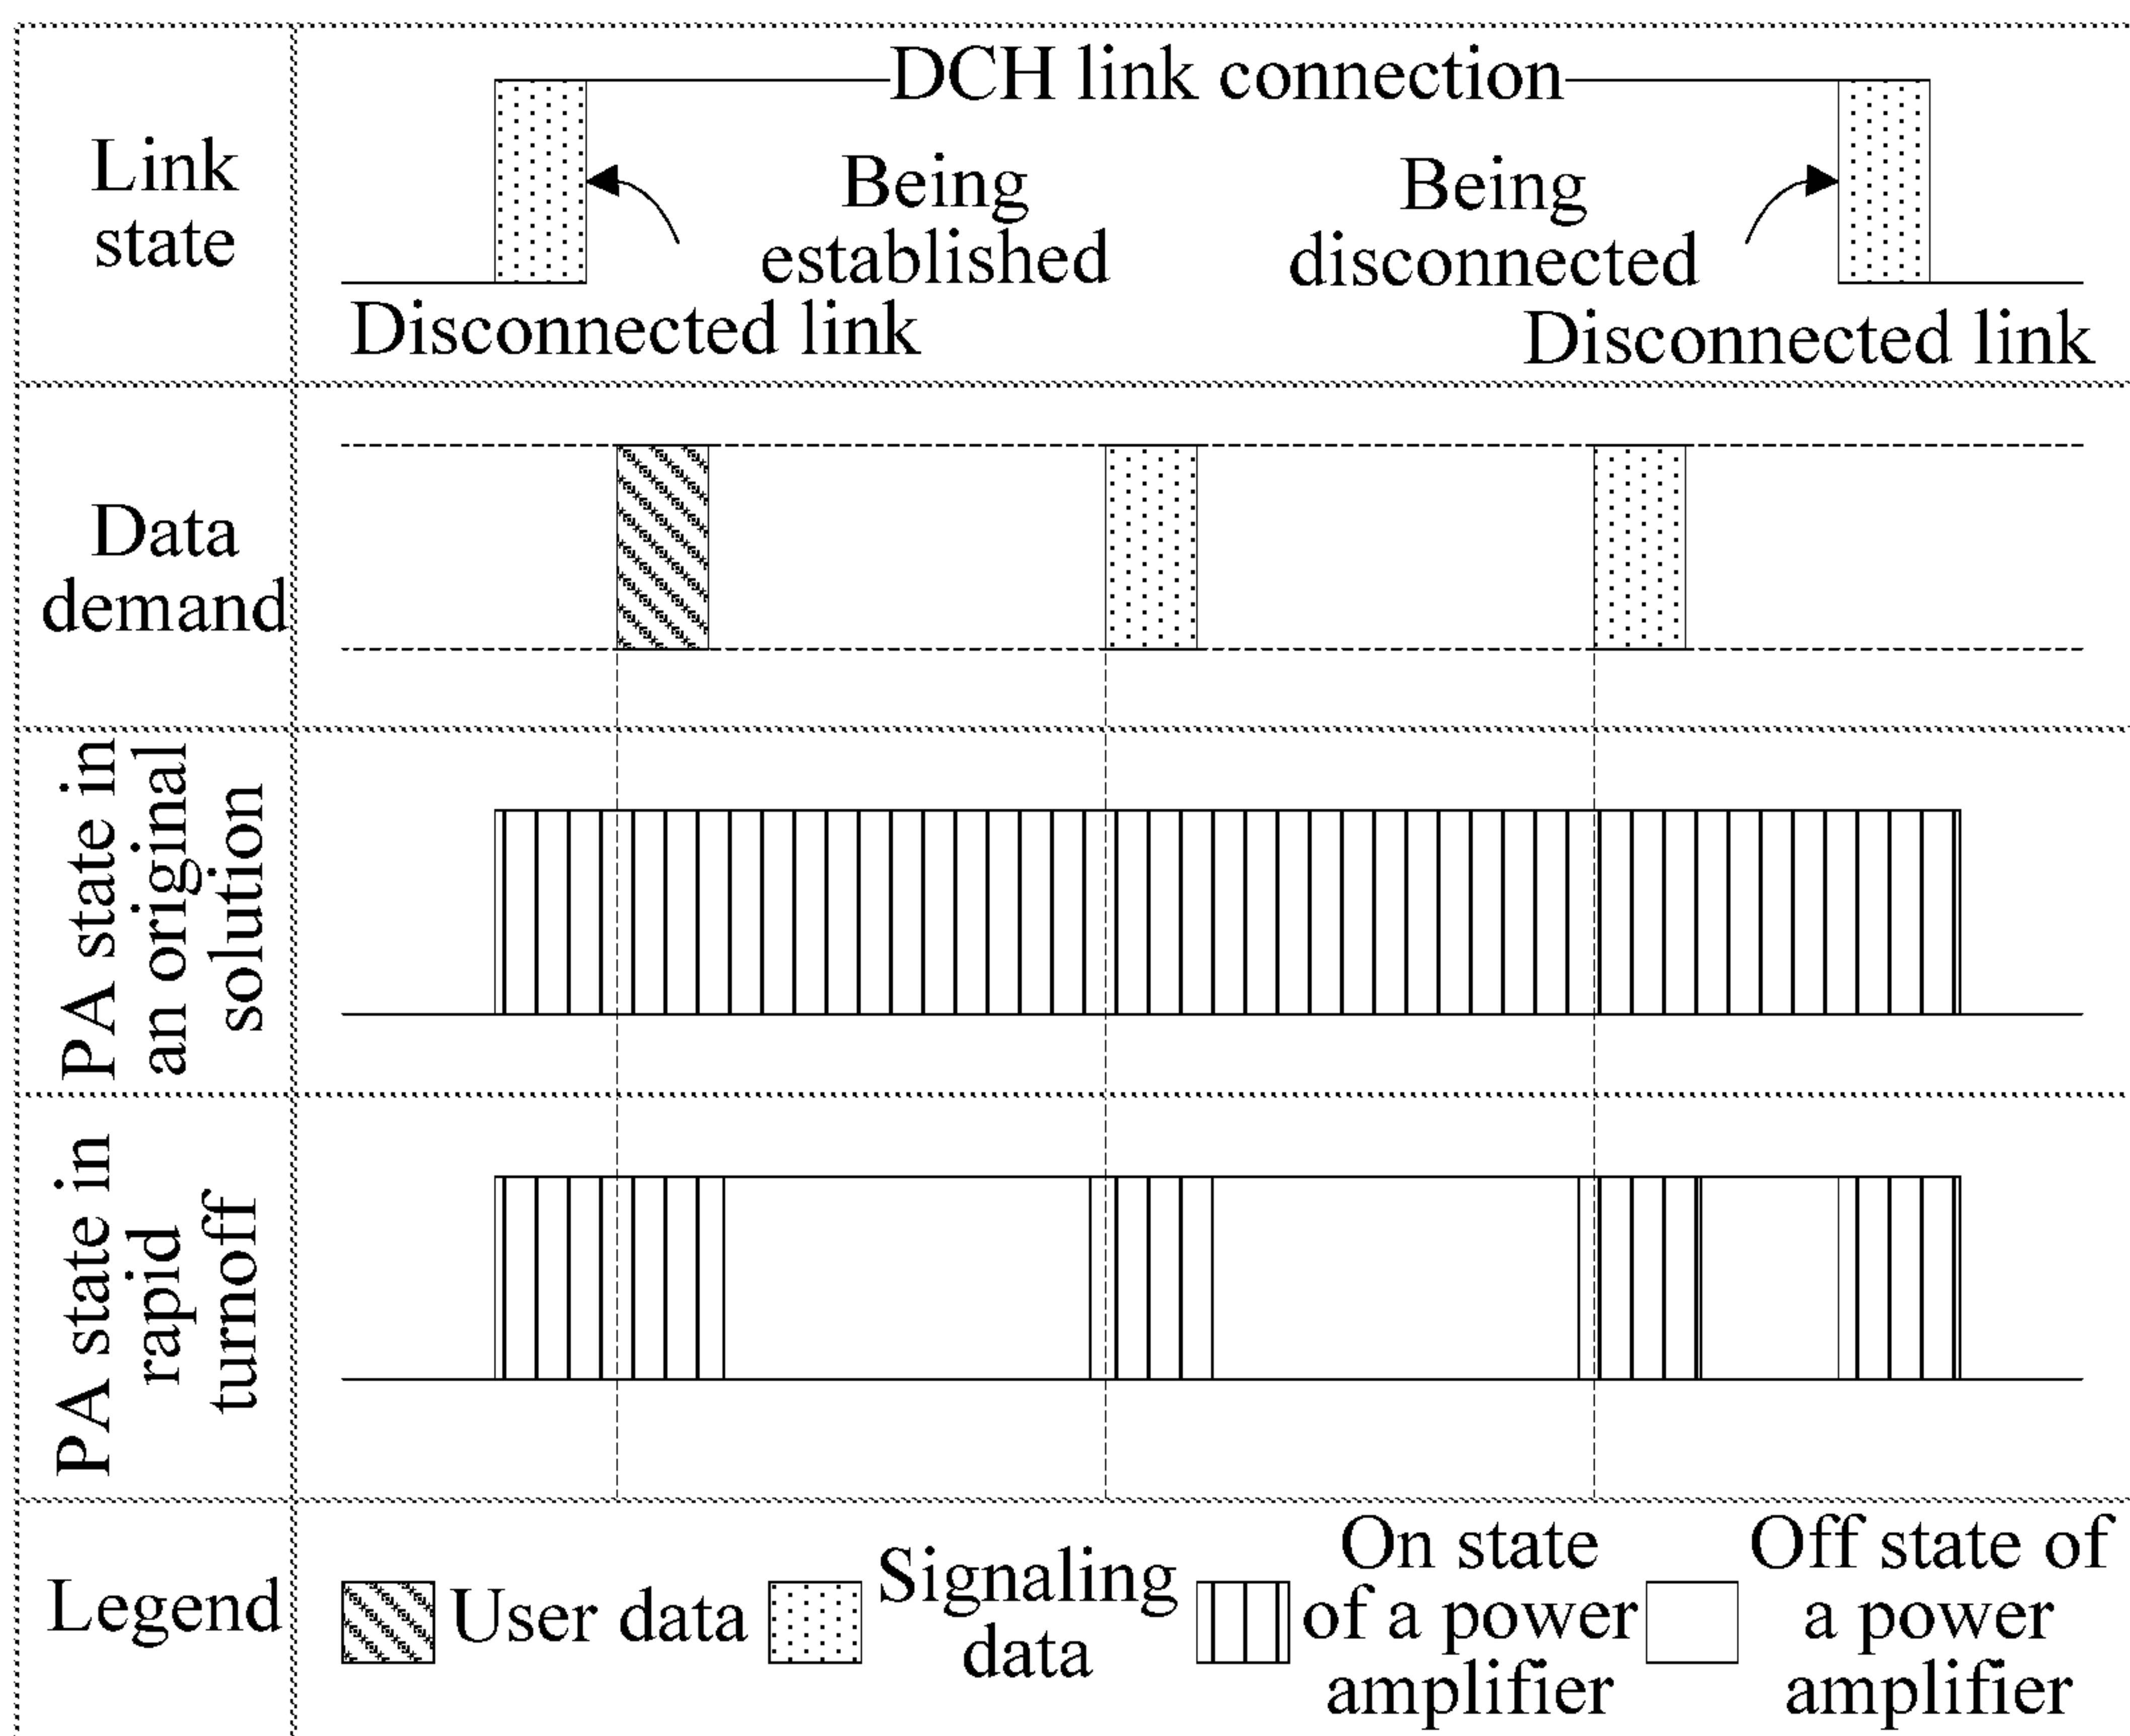 Link
state
DCH link connection
Being
established
Being
disconnected
Disconnected link
Disconnected link
Data
demand
PA state in
an original
solution
PA state in
rapid
turnoff
Legend
User data
Signaling
data
On state
of a power
amplifier
Off state of
a power
amplifier